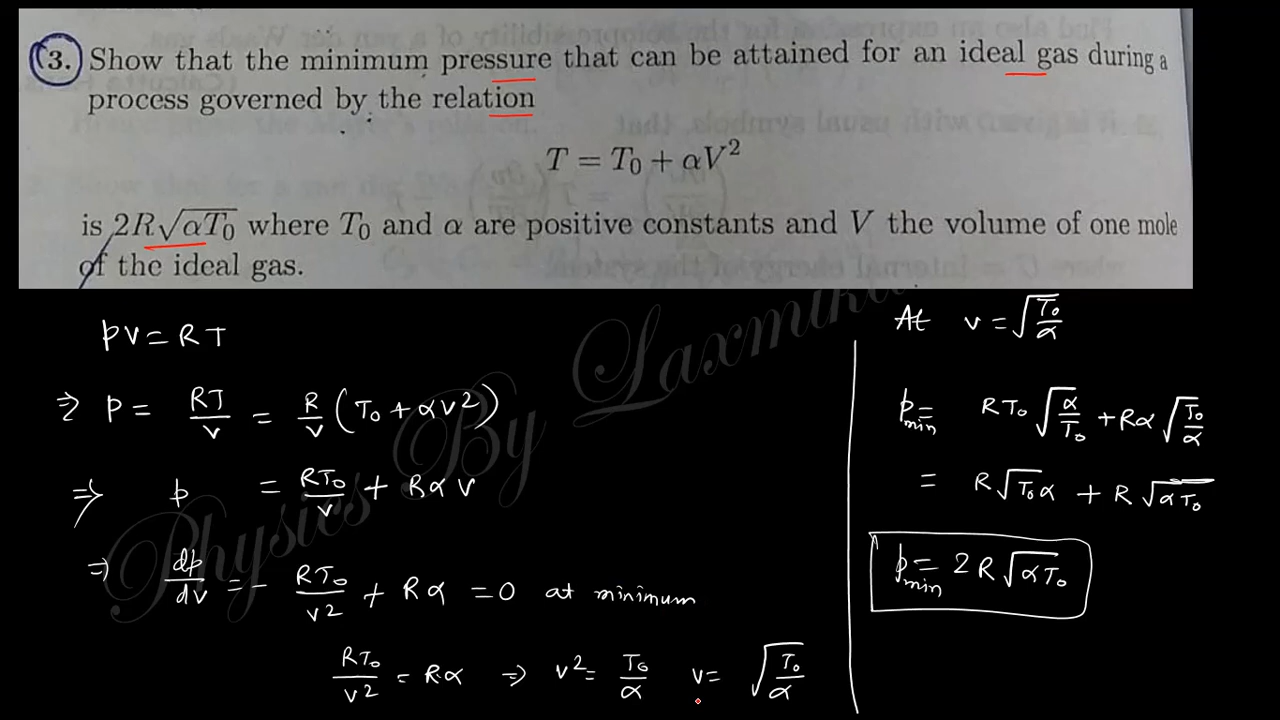 3. Show that the minimum pressure that can be attained for an ideal gas during a
process governed by the relation
T = T₀ + αV²
is 2R√(αT₀) where T₀ and α are positive constants and V the volume of one mole
of the ideal gas.
pv = RT
⇒ p = RT/v = R/v (T₀ + αv²)
⇒ p = RT₀/v + Rαv
⇒ dp/dv = - RT₀/v² + Rα = 0 at minimum
RT₀/v² = Rα ⇒ v² = T₀/α v = √(T₀/α)
At v = √(T₀/α)
p_min = RT₀ √(α/T₀) + Rα √(T₀/α)
= R√(T₀α) + R√(αT₀)
p_min = 2R√(αT₀)
Physics By